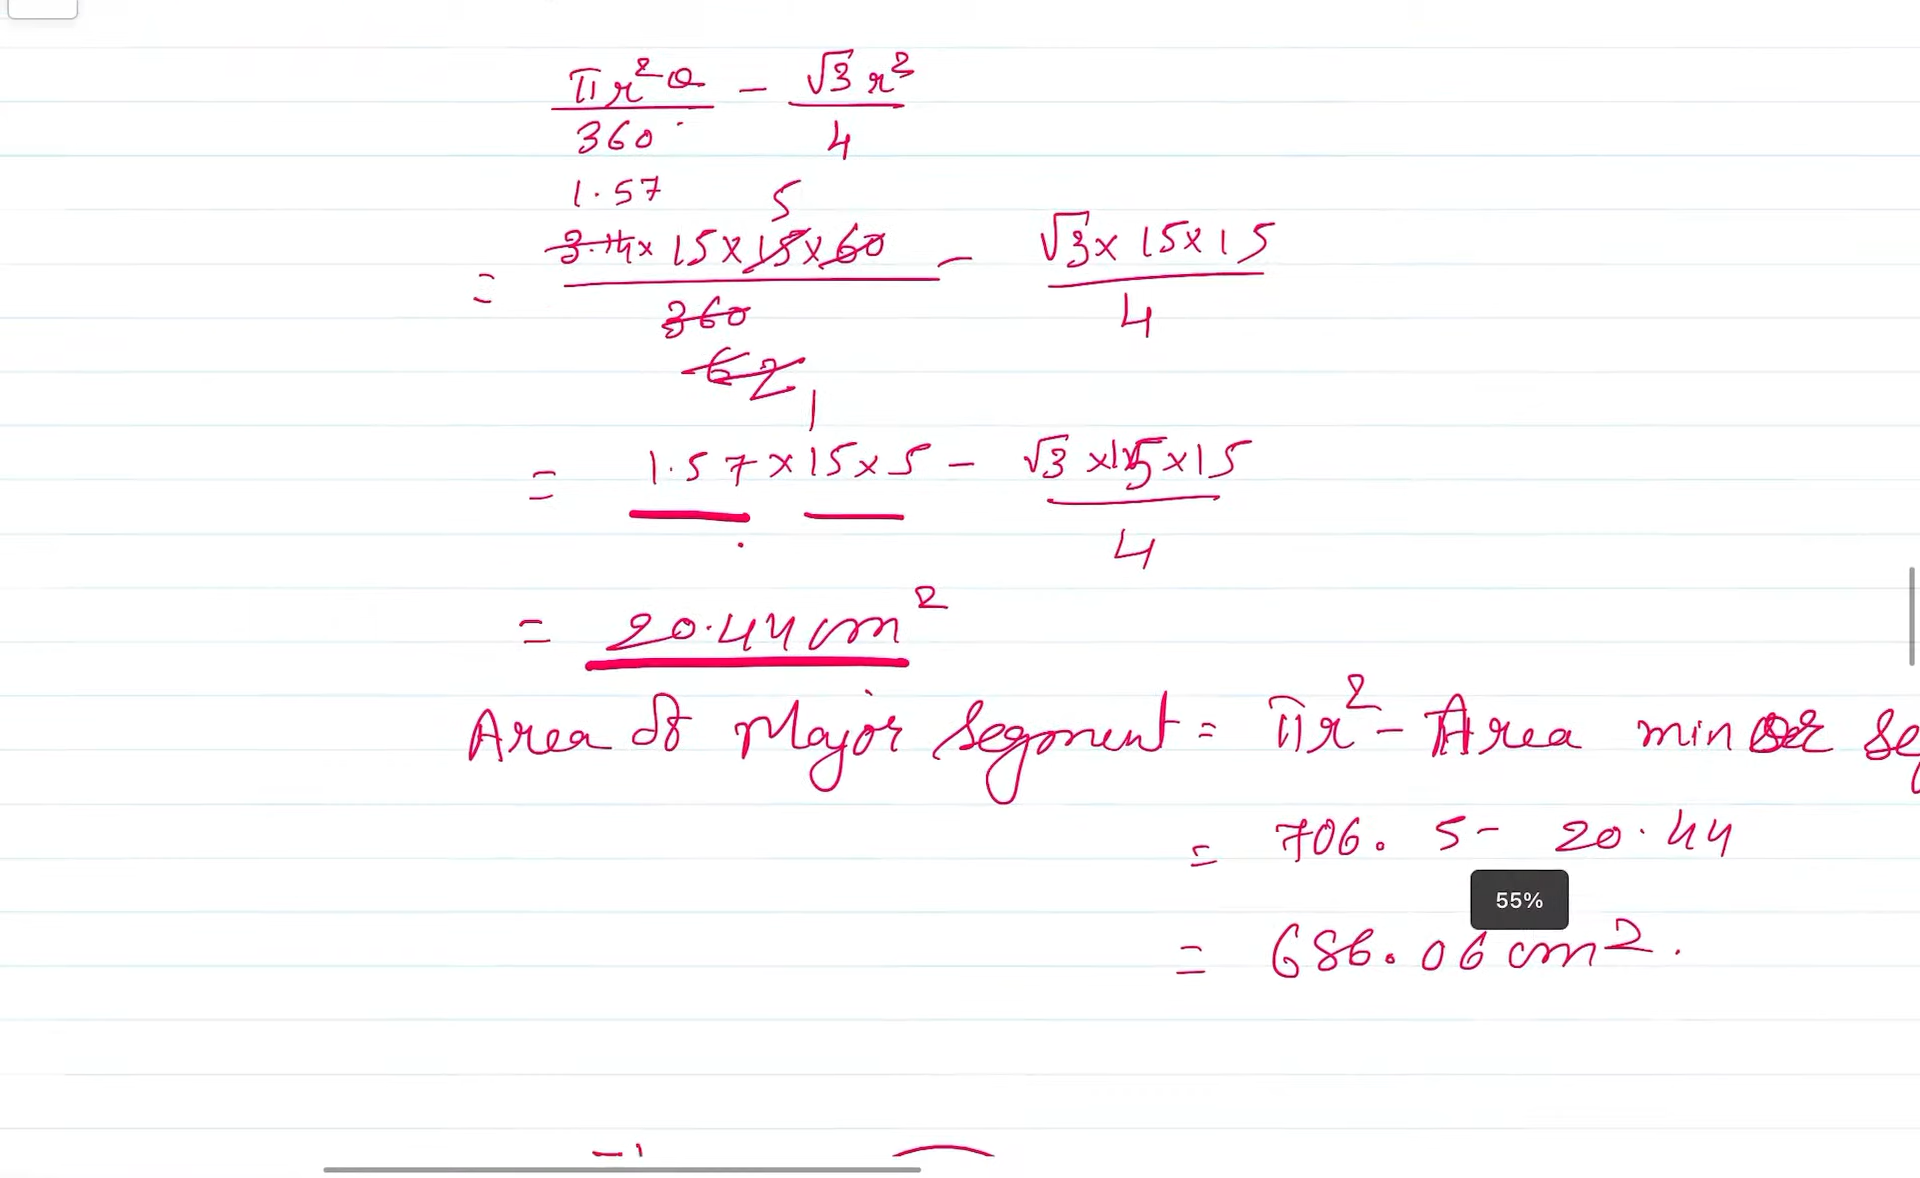 πr²θ/360 - √3 r²/4
1.57 5
= 3.14 x 15 x 15 x 60/360 - √3 x 15 x 15/4
6 2 1
= 1.57 x 15 x 5 - √3 x 15 x 15/4
= 20.44 cm²
Area of Major Segment = πr² - Area minor Se
= 706. 5 - 20.44
55%
= 686.06 cm².